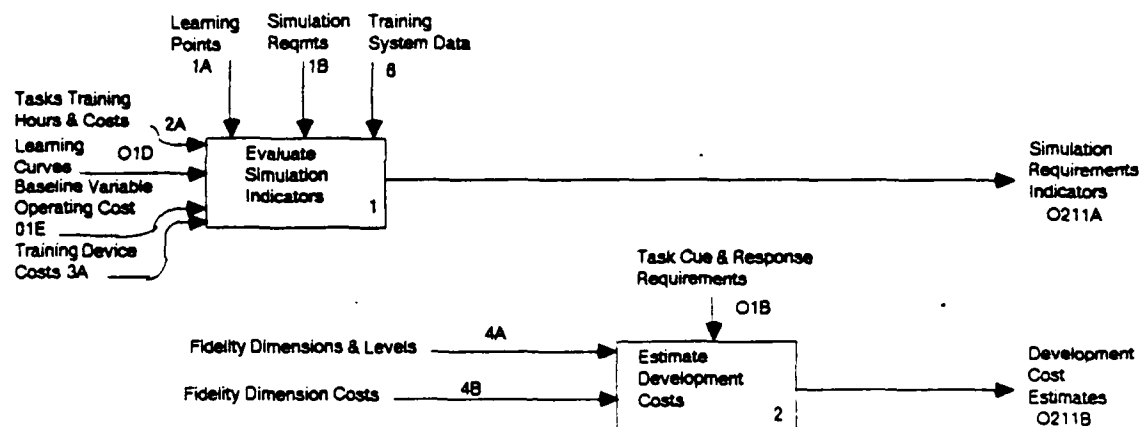 Learning
Points
1A
Simulation
Reqmts
1B
Training
System Data
6
Tasks Training
Hours & Costs
2A
Learning
Curves
O1D
Baseline Variable
Operating Cost
01E
Training Device
Costs 3A
Evaluate
Simulation
Indicators
1
Simulation
Requirements
Indicators
O211A
Task Cue & Response
Requirements
O1B
Fidelity Dimensions & Levels
4A
Fidelity Dimension Costs
4B
Estimate
Development
Costs
2
Development
Cost
Estimates
O211B